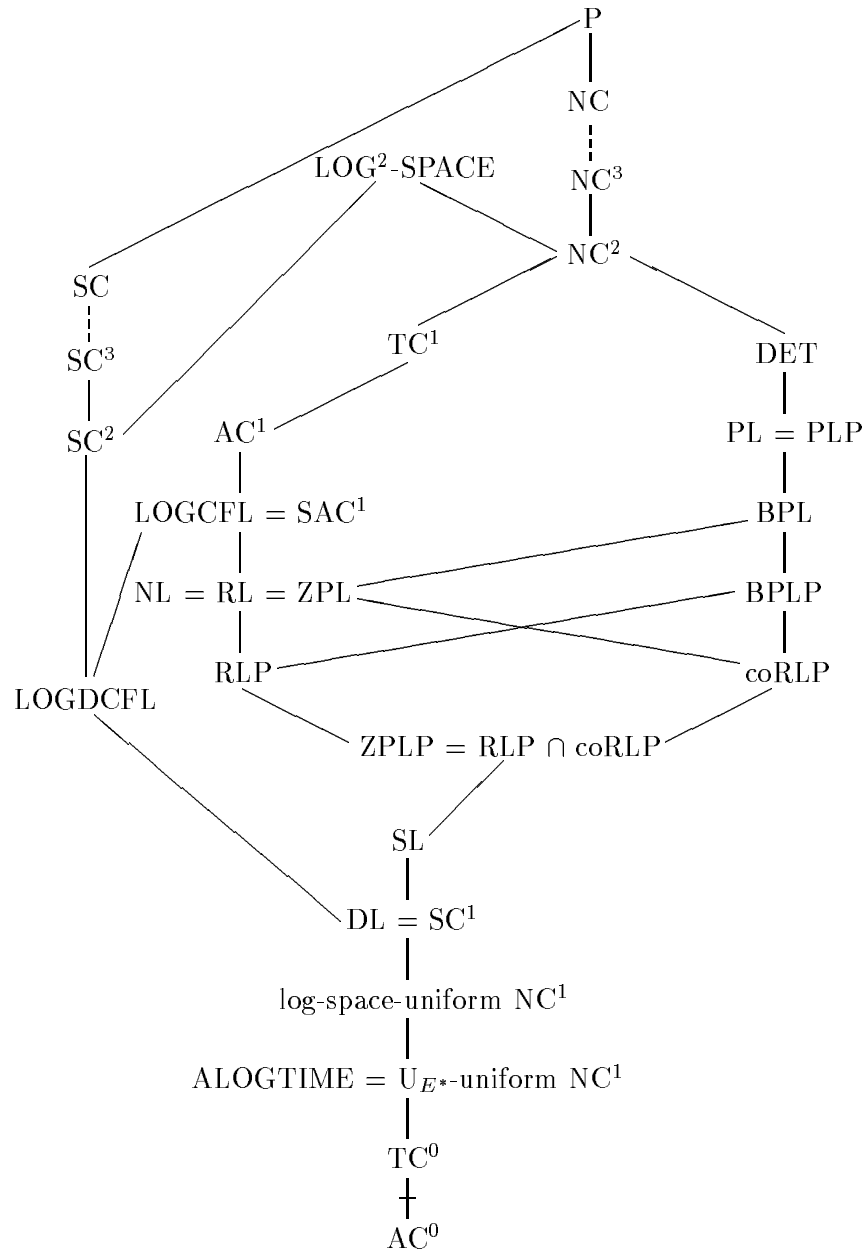 P
NC
LOG²-SPACE
NC³
NC²
SC
TC¹
DET
SC³
SC²
AC¹
PL = PLP
LOGCFL = SAC¹
BPL
NL = RL = ZPL
BPLP
RLP
coRLP
LOGDCFL
ZPLP = RLP ∩ coRLP
SL
DL = SC¹
log-space-uniform NC¹
ALOGTIME = U_{E*}-uniform NC¹
TC⁰
AC⁰